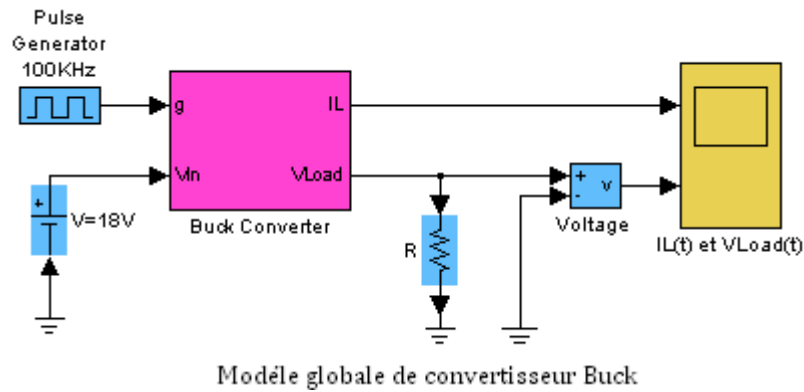 Pulse
Generator
100KHz
g
IL
Vin
VLoad
Buck Converter
+
V=18V
R
+
-
v
Voltage
IL(t) et VLoad(t)
Modéle globale de convertisseur Buck